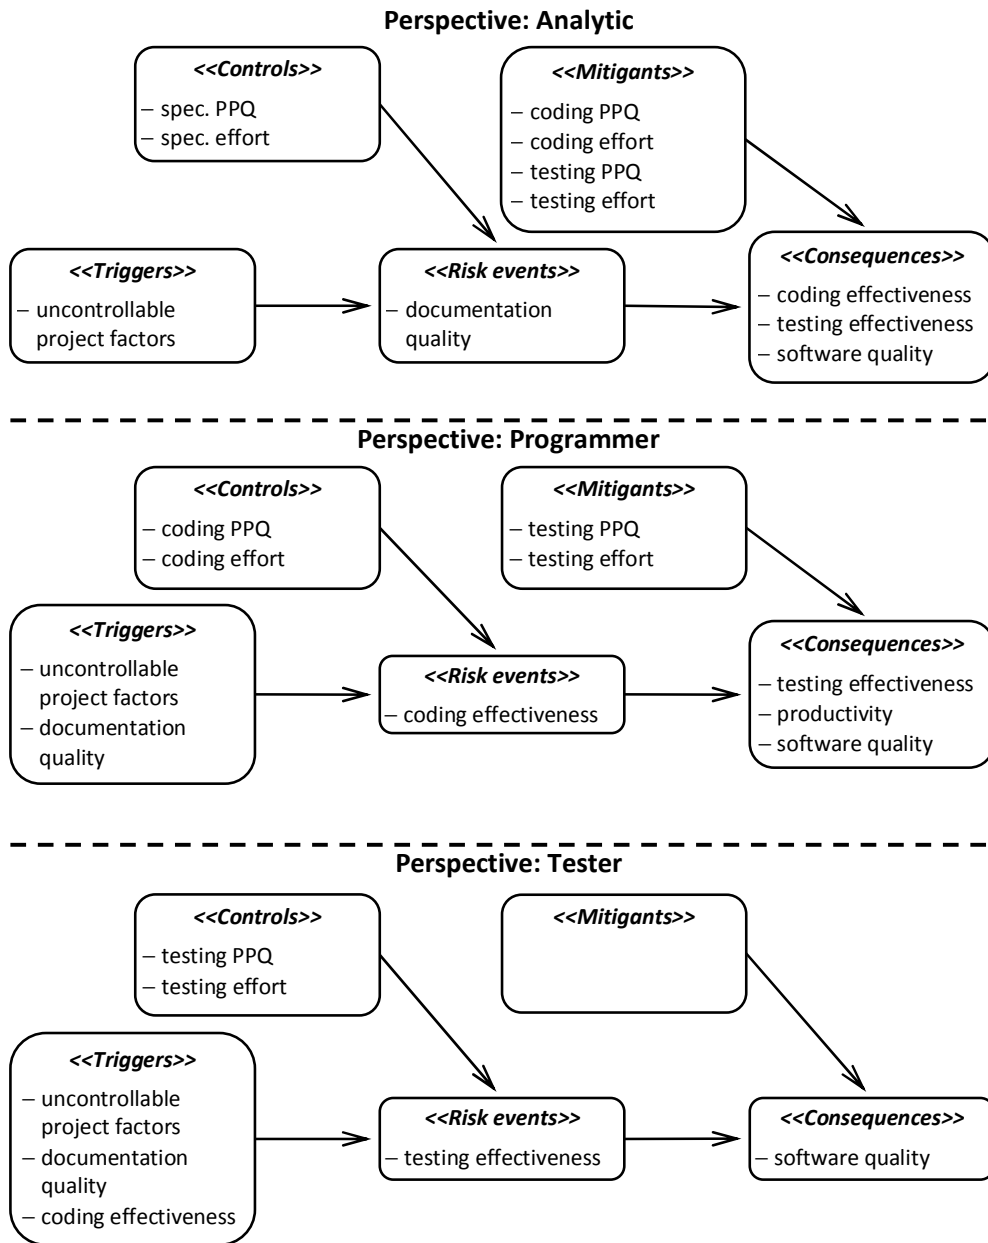 Perspective: Analytic
<<Controls>>
– spec. PPQ
– spec. effort
<<Mitigants>>
– coding PPQ
– coding effort
– testing PPQ
– testing effort
<<Triggers>>
– uncontrollable
project factors
<<Risk events>>
– documentation
quality
<<Consequences>>
– coding effectiveness
– testing effectiveness
– software quality
Perspective: Programmer
<<Controls>>
– coding PPQ
– coding effort
<<Mitigants>>
– testing PPQ
– testing effort
<<Triggers>>
– uncontrollable
project factors
– documentation
quality
<<Risk events>>
– coding effectiveness
<<Consequences>>
– testing effectiveness
– productivity
– software quality
Perspective: Tester
<<Controls>>
– testing PPQ
– testing effort
<<Mitigants>>
<<Triggers>>
– uncontrollable
project factors
– documentation
quality
– coding effectiveness
<<Risk events>>
– testing effectiveness
<<Consequences>>
– software quality